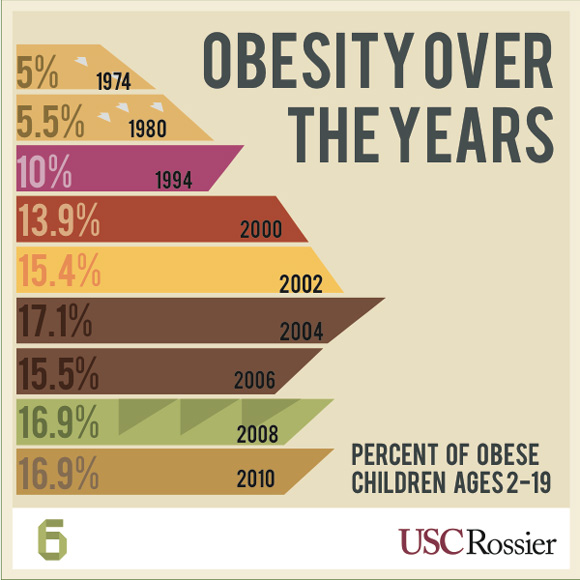 OBESITY OVER
THE YEARS
5% 1974
5.5% 1980
10% 1994
13.9% 2000
15.4% 2002
17.1% 2004
15.5% 2006
16.9% 2008
16.9% 2010
PERCENT OF OBESE
CHILDREN AGES 2-19
6
USC Rossier